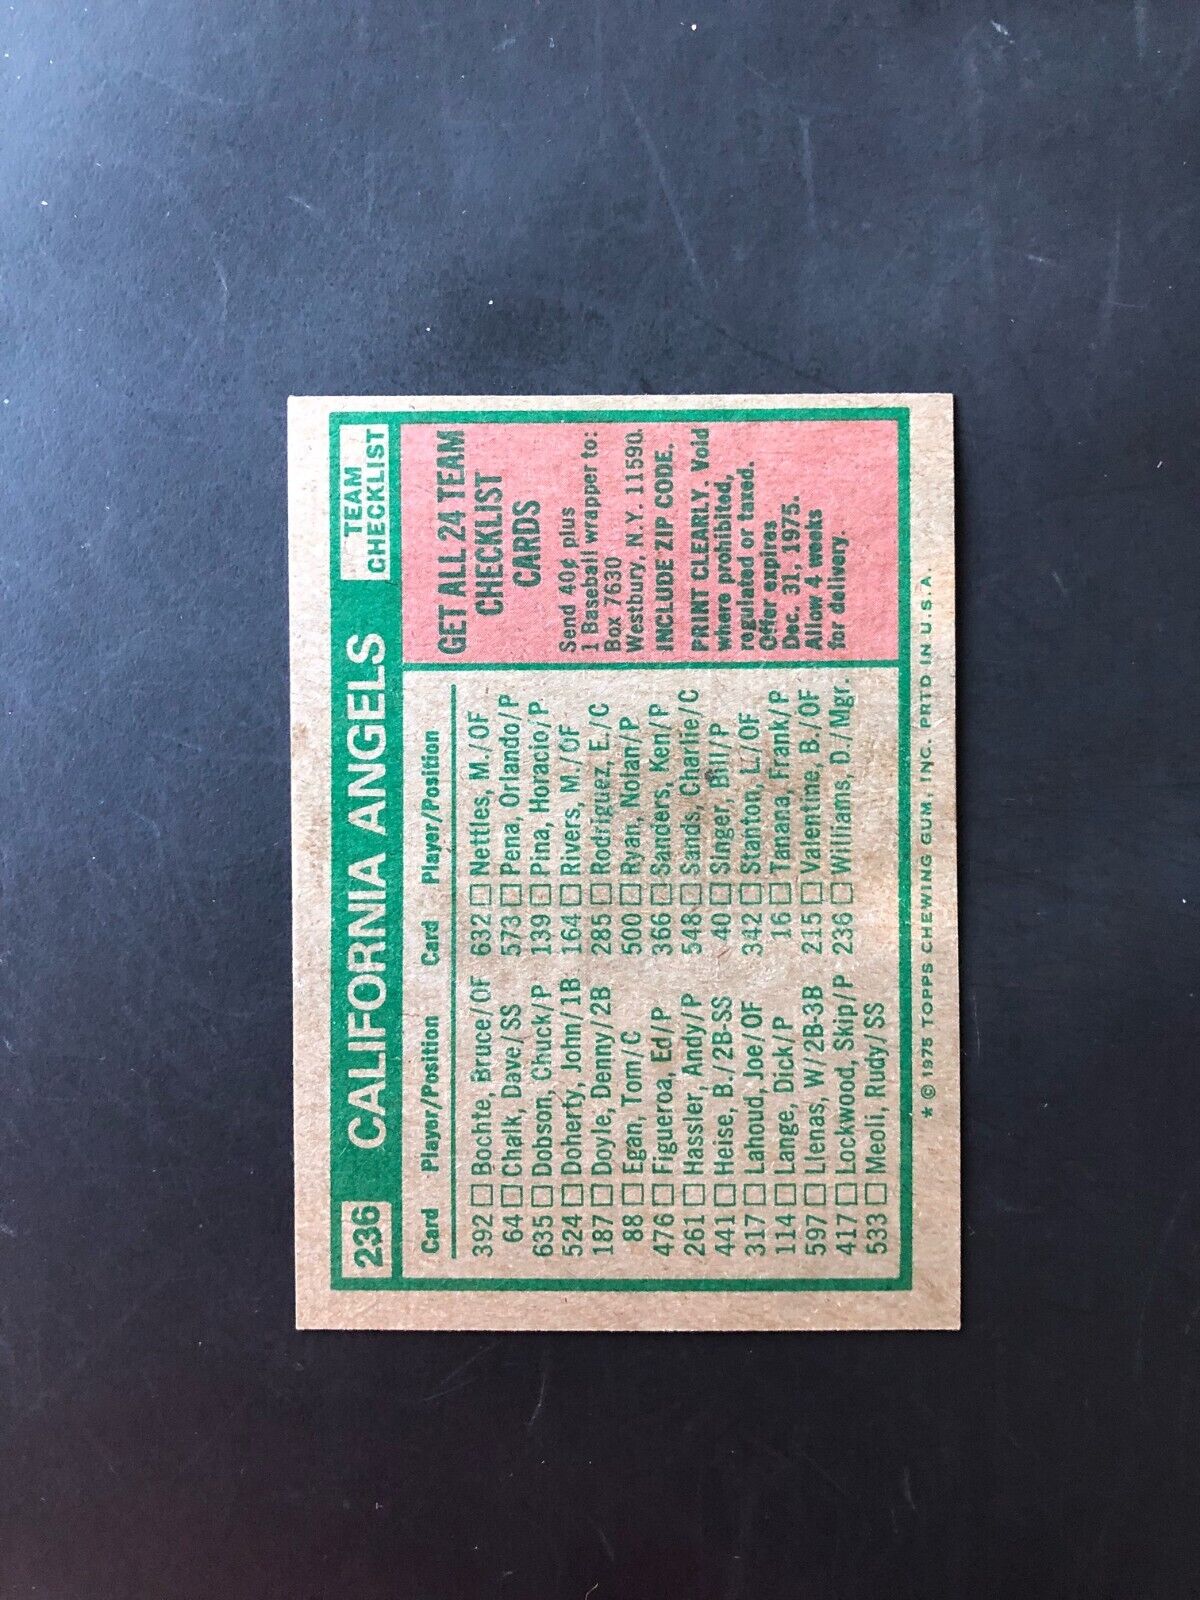 236 CALIFORNIA ANGELS TEAM CHECKLIST
Card Player/Position
392 Bochte, Bruce/OF
64 Chalk, Dave/SS
635 Dobson, Chuck/P
524 Doherty, John/1B
187 Doyle, Denny/2B
88 Egan, Tom/C
476 Figueroa, Ed/P
261 Hassler, Andy/P
441 Heise, B./2B-SS
317 Lahoud, Joe/OF
114 Lange, Dick/P
597 Llenas, W/2B-3B
417 Lockwood, Skip/P
533 Meoli, Rudy/SS
Card Player/Position
632 Nettles, M./OF
573 Pena, Orlando/P
139 Pina, Horacio/P
164 Rivers, M./OF
285 Rodriguez, E./C
500 Ryan, Nolan/P
366 Sanders, Ken/P
548 Sands, Charlie/C
40 Singer, Bill/P
342 Stanton, L./OF
16 Tanana, Frank/P
215 Valentine, B./OF
236 Williams, D./Mgr.
GET ALL 24 TEAM
CHECKLIST
CARDS
Send 40¢ plus
1 Baseball wrapper to:
Box 7630
Westbury, N.Y. 11590.
INCLUDE ZIP CODE.
PRINT CLEARLY. Void
where prohibited,
regulated or taxed.
Offer expires
Dec. 31, 1975.
Allow 4 weeks
for delivery.
* © 1975 TOPPS CHEWING GUM, INC. PRTD IN U.S.A.